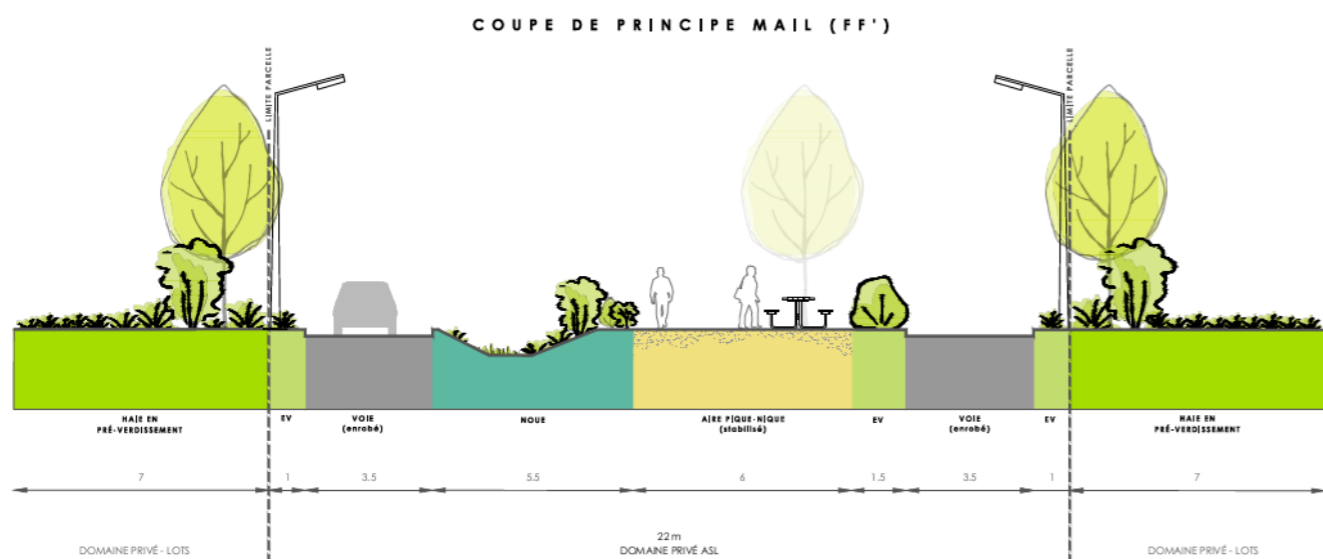 COUPE DE PRINCIPE MAIL (FF')
LIMITE PARCELLE
LIMITE PARCELLE
HAIE EN
PRÉ-VERDISSEMENT
EV
VOIE
(enrobé)
NOUE
AIRE PIQUE-NIQUE
(stabilisé)
EV
VOIE
(enrobé)
EV
HAIE EN
PRÉ-VERDISSEMENT
7
1
3.5
5.5
6
1.5
3.5
1
7
22 m
DOMAINE PRIVÉ - LOTS
DOMAINE PRIVÉ ASL
DOMAINE PRIVÉ - LOTS